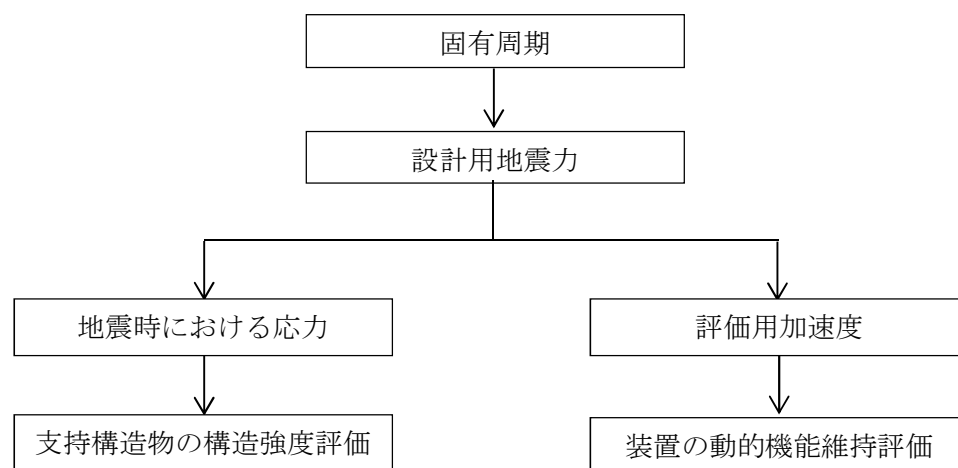 固有周期
設計用地震力
地震時における応力
評価用加速度
支持構造物の構造強度評価
装置の動的機能維持評価